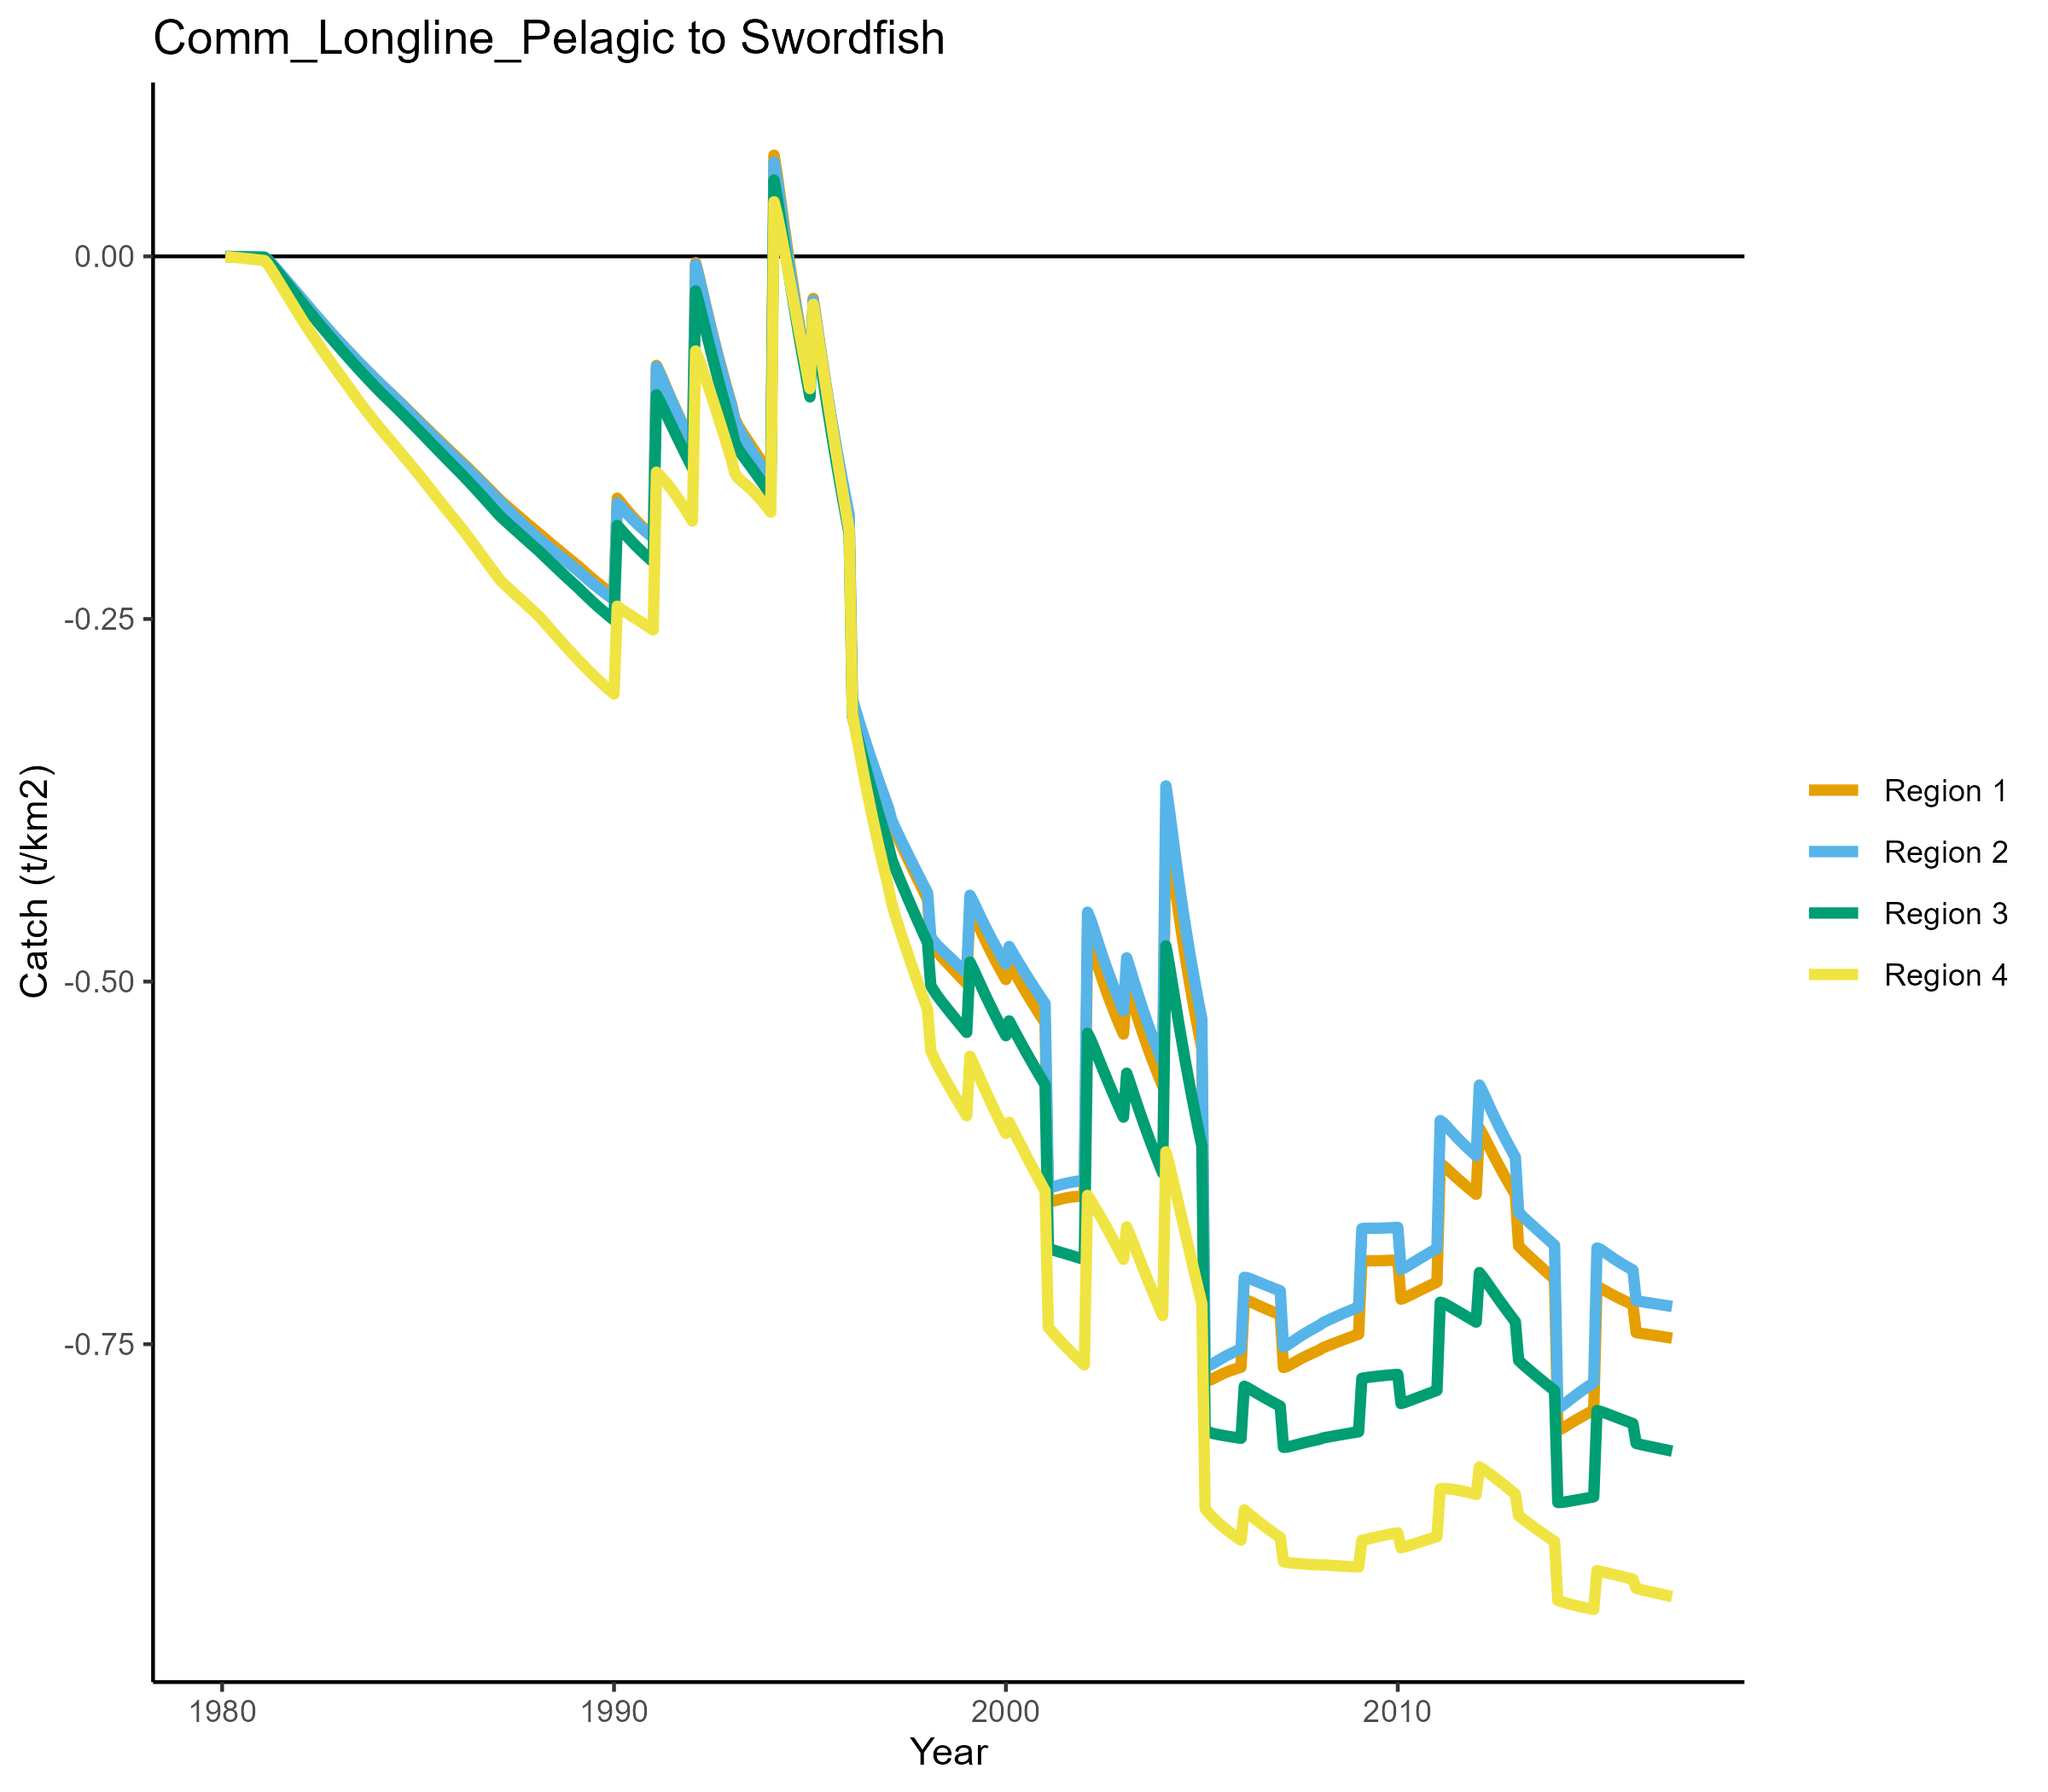 Comm_Longline_Pelagic to Swordfish
Catch (t/km2)
0.00
-0.25
-0.50
-0.75
1980
1990
2000
2010
Year
Region 1
Region 2
Region 3
Region 4